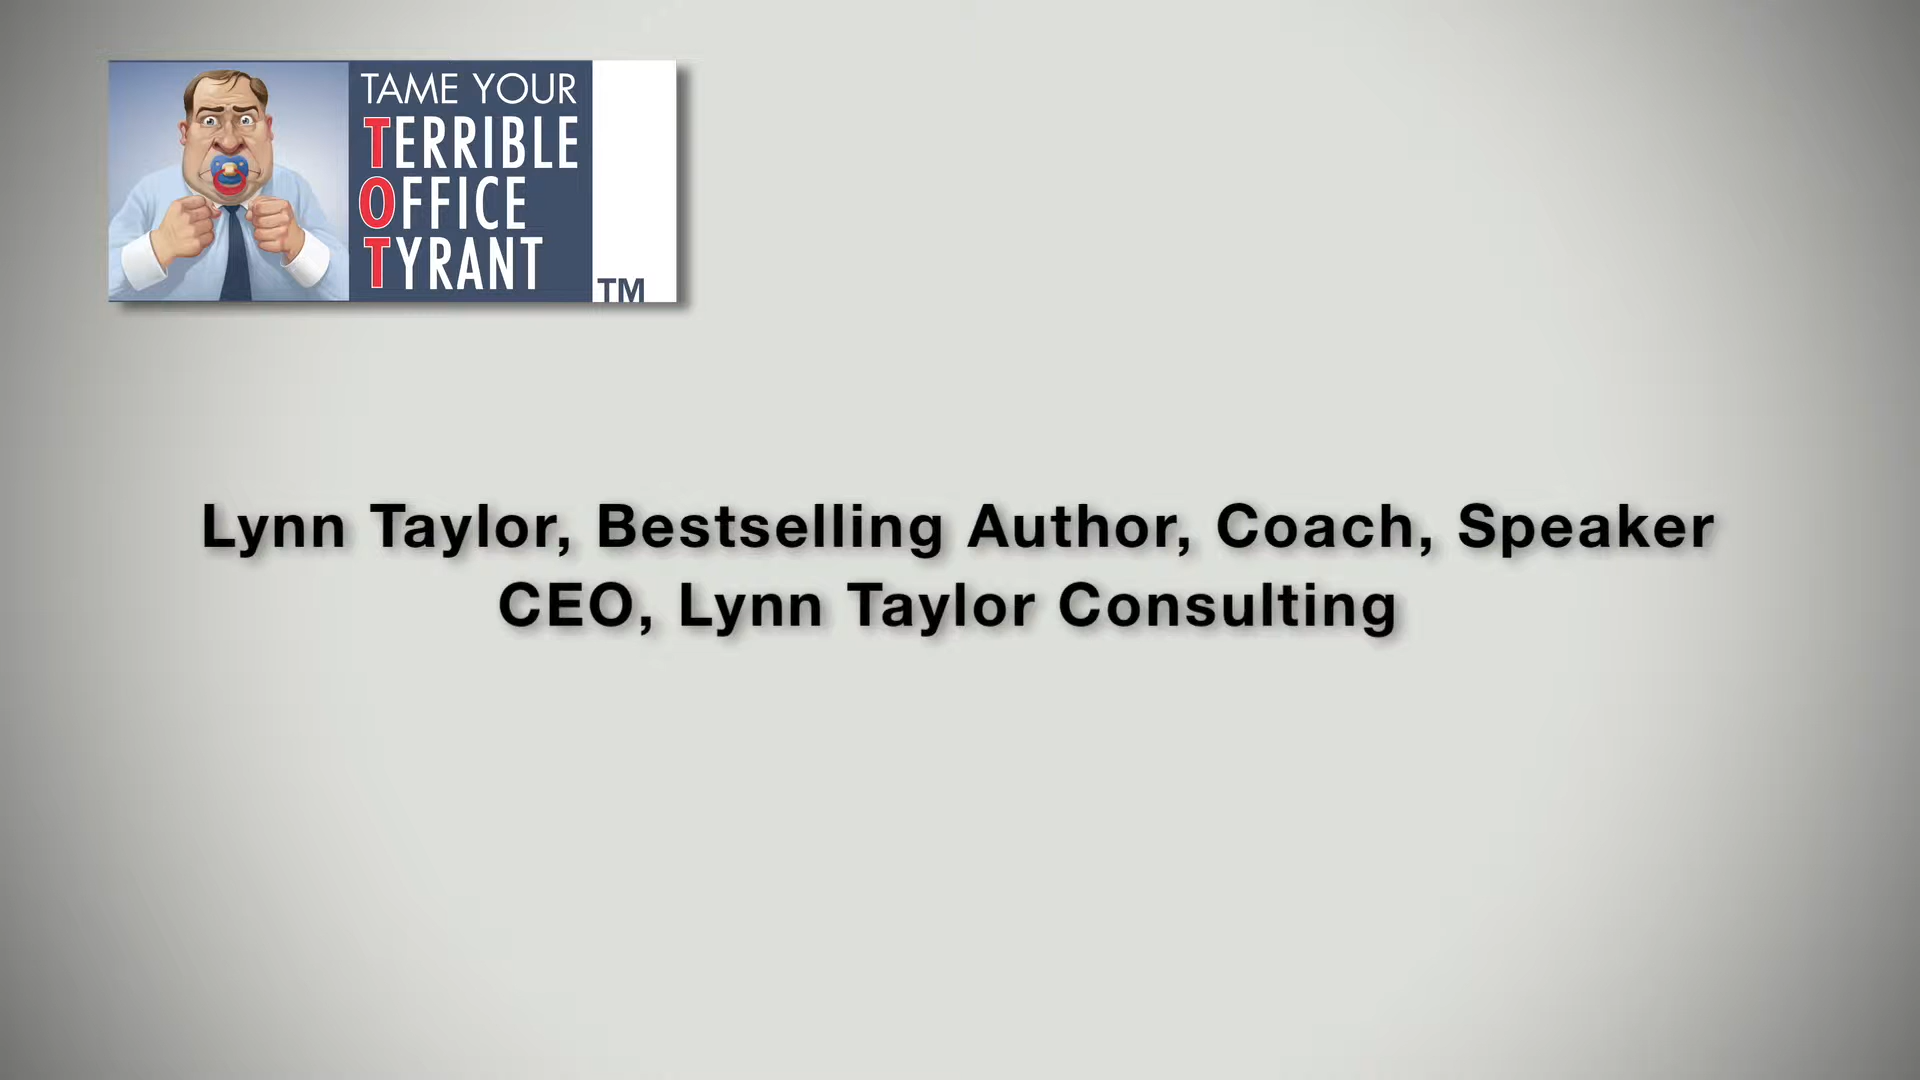 TAME YOUR
TERRIBLE
OFFICE
TYRANT
TM
Lynn Taylor, Bestselling Author, Coach, Speaker
CEO, Lynn Taylor Consulting